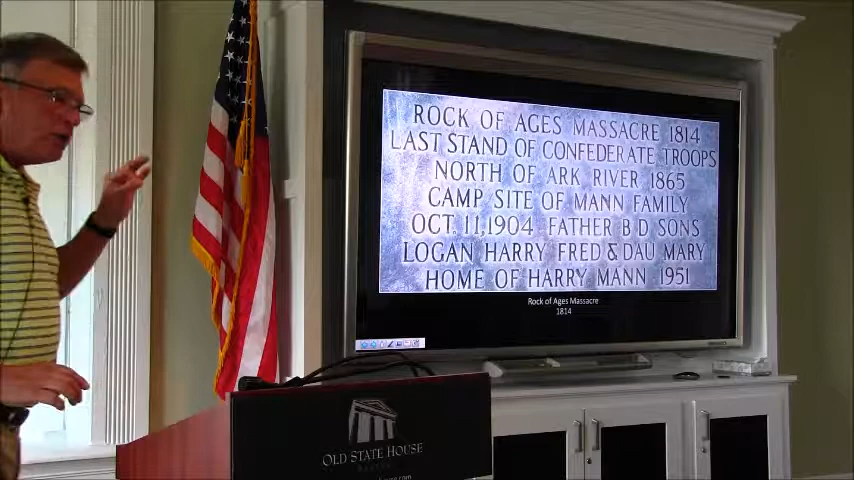 ROCK OF AGES MASSACRE 1814
LAST STAND OF CONFEDERATE TROOPS
NORTH OF ARK RIVER 1865
CAMP SITE OF MANN FAMILY
OCT. 11,1904 FATHER B D SONS
LOGAN HARRY FRED & DAU MARY
HOME OF HARRY MANN 1951
Rock of Ages Massacre
1814
OLD STATE HOUSE